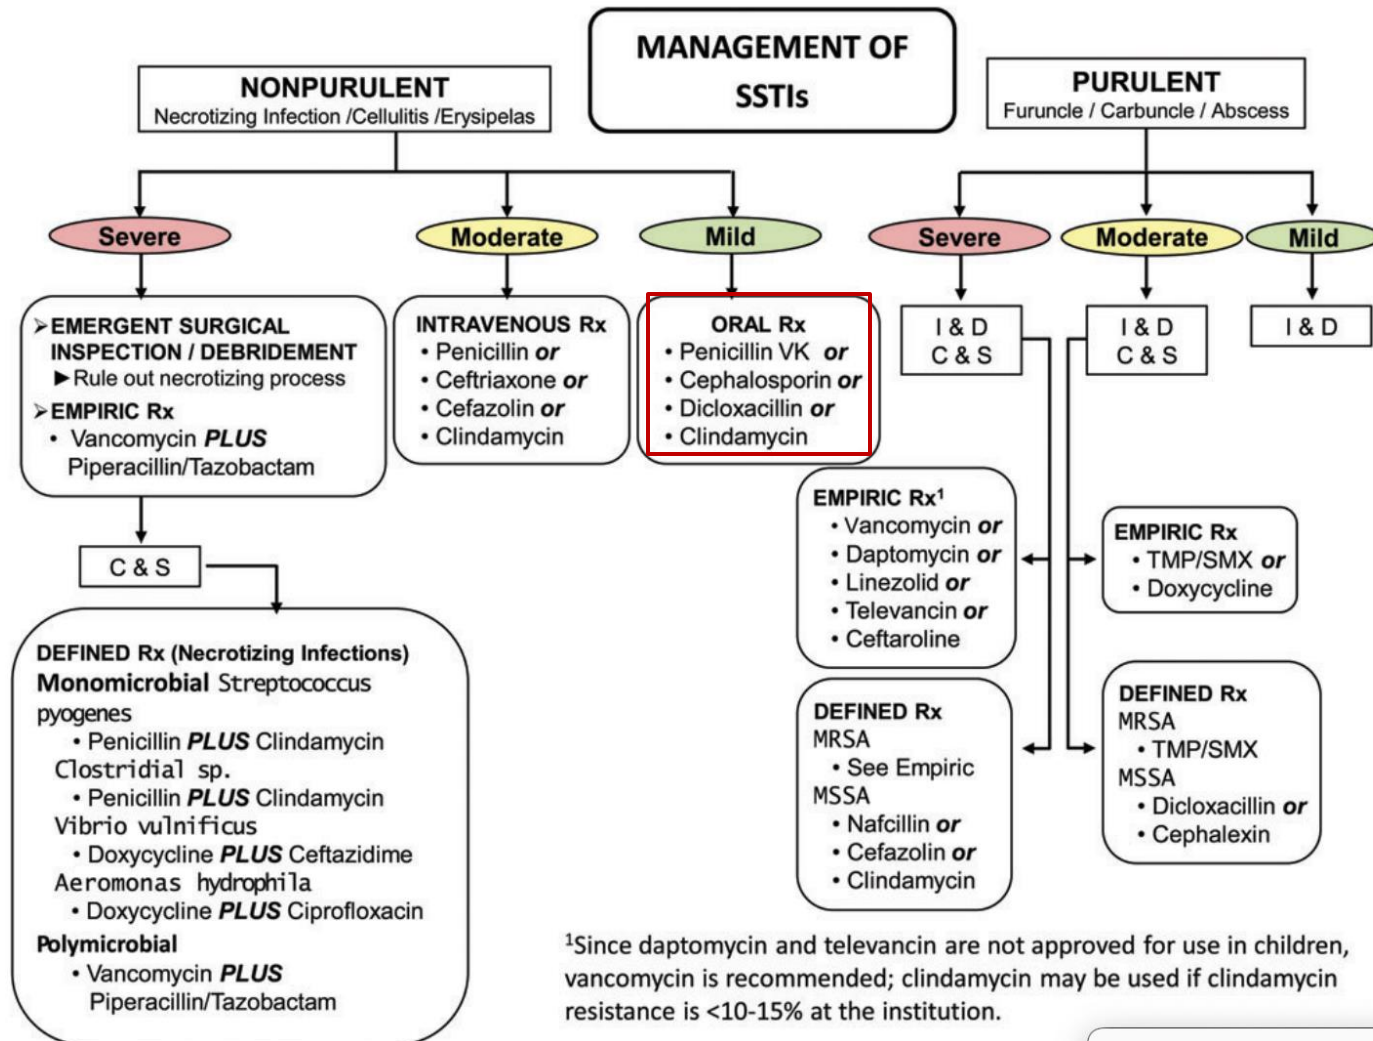 MANAGEMENT OF
SSTIs
NONPURULENT
Necrotizing Infection /Cellulitis /Erysipelas
Severe
Moderate
Mild
➢EMERGENT SURGICAL
INSPECTION / DEBRIDEMENT
►Rule out necrotizing process
➢EMPIRIC Rx
• Vancomycin PLUS
Piperacillin/Tazobactam
C & S
DEFINED Rx (Necrotizing Infections)
Monomicrobial Streptococcus
pyogenes
• Penicillin PLUS Clindamycin
Clostridial sp.
• Penicillin PLUS Clindamycin
Vibrio vulnificus
• Doxycycline PLUS Ceftazidime
Aeromonas hydrophila
• Doxycycline PLUS Ciprofloxacin
Polymicrobial
• Vancomycin PLUS
Piperacillin/Tazobactam
INTRAVENOUS Rx
• Penicillin or
• Ceftriaxone or
• Cefazolin or
• Clindamycin
ORAL Rx
• Penicillin VK or
• Cephalosporin or
• Dicloxacillin or
• Clindamycin
PURULENT
Furuncle / Carbuncle / Abscess
Severe
Moderate
Mild
I & D
C & S
I & D
C & S
I & D
EMPIRIC Rx¹
• Vancomycin or
• Daptomycin or
• Linezolid or
• Televancin or
• Ceftaroline
EMPIRIC Rx
• TMP/SMX or
• Doxycycline
DEFINED Rx
MRSA
• See Empiric
MSSA
• Nafcillin or
• Cefazolin or
• Clindamycin
DEFINED Rx
MRSA
• TMP/SMX
MSSA
• Dicloxacillin or
• Cephalexin
¹Since daptomycin and televancin are not approved for use in children,
vancomycin is recommended; clindamycin may be used if clindamycin
resistance is <10-15% at the institution.